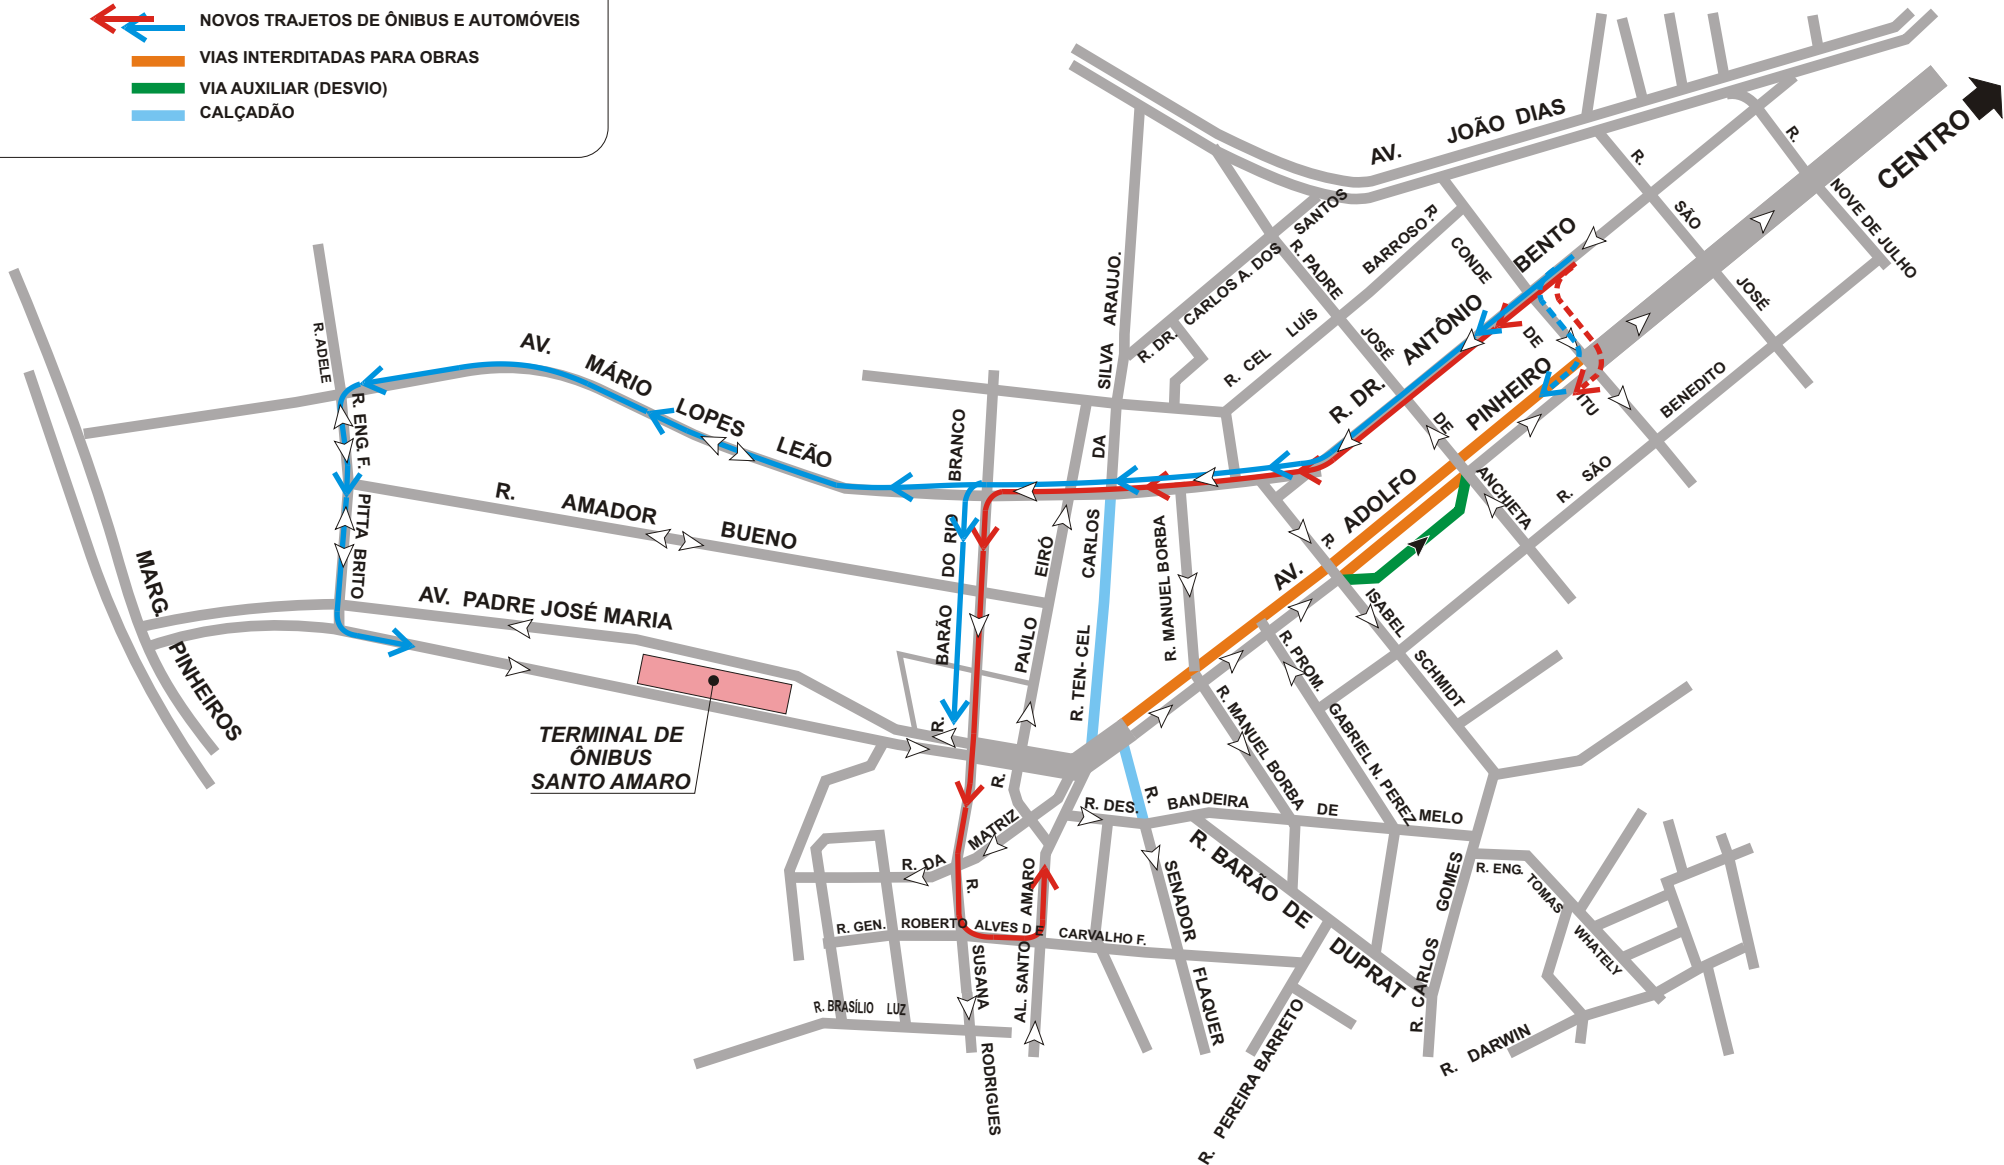 NOVOS TRAJETOS DE ÔNIBUS E AUTOMÓVEIS
VIAS INTERDITADAS PARA OBRAS
VIA AUXILIAR (DESVIO)
CALÇADÃO
AV. JOÃO DIAS
CENTRO
R. NOVE DE JULHO
R. SÃO JOSÉ
R. CONDE DE ITU
R. DR. ANTÔNIO BENTO
R. DR. CARLOS A. DOS SANTOS
R. CEL LUÍS BARROSO
R. PADRE JOSÉ DE ANCHIETA
R. SÃO BENEDITO
AV. ADOLFO PINHEIRO
R. ISABEL SCHMIDT
R. TEN-CEL CARLOS DA SILVA ARAUJO.
R. ADELE
AV. MÁRIO LOPES LEÃO
R. ENG. F. PITTA BRITO
R. AMADOR BUENO
AV. PADRE JOSÉ MARIA
MARG. PINHEIROS
R. BARÃO DO RIO BRANCO
R. PAULO EIRÓ
R. MANUEL BORBA
R. MANUEL BORBA
R. PROM. GABRIEL N. PEREZ
TERMINAL DE
ÔNIBUS
SANTO AMARO
R. DA MATRIZ
R. DES. BANDEIRA DE MELO
R. BARÃO DE DUPRAT
R. SENADOR FLAQUER
R. GEN. ROBERTO ALVES DE CARVALHO F.
AL. SANTO AMARO
R. SUSANA RODRIGUES
R. BRASÍLIO LUZ
R. PEREIRA BARRETO
R. CARLOS GOMES
R. ENG. TOMAS WHATELY
R. DARWIN